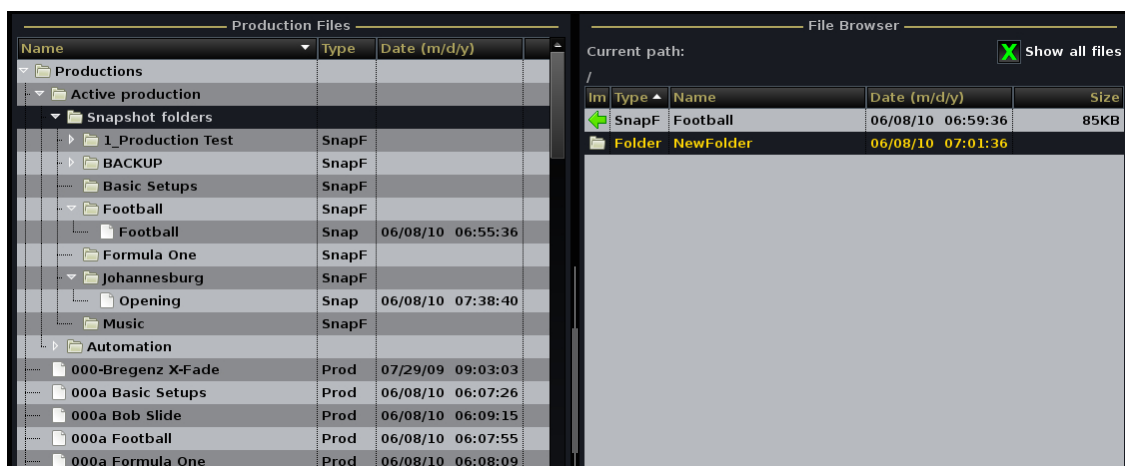 Production Files
Name Type Date (m/d/y)
Productions
Active production
Snapshot folders
1_Production Test SnapF
BACKUP SnapF
Basic Setups SnapF
Football SnapF
Football Snap 06/08/10 06:55:36
Formula One SnapF
Johannesburg SnapF
Opening Snap 06/08/10 07:38:40
Music SnapF
Automation
000-Bregenz X-Fade Prod 07/29/09 09:03:03
000a Basic Setups Prod 06/08/10 06:07:26
000a Bob Slide Prod 06/08/10 06:09:15
000a Football Prod 06/08/10 06:07:55
000a Formula One Prod 06/08/10 06:08:09
File Browser
Current path: X Show all files
/
Im Type Name Date (m/d/y) Size
SnapF Football 06/08/10 06:59:36 85KB
Folder NewFolder 06/08/10 07:01:36